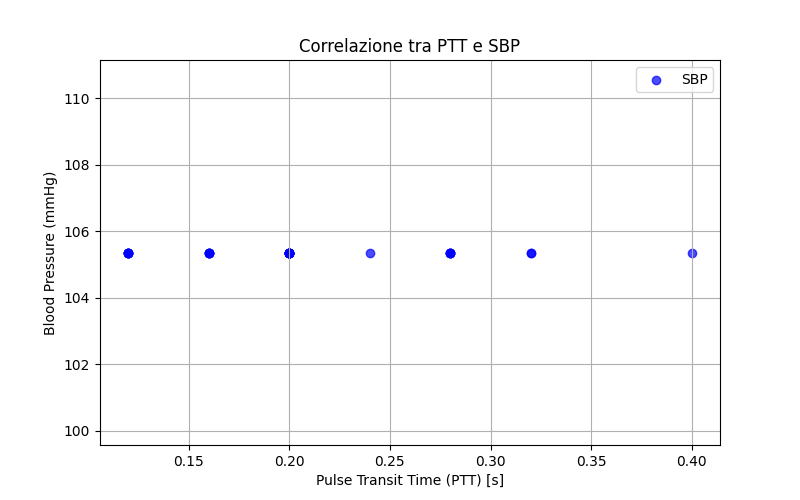 Correlazione tra PTT e SBP
SBP
110
108
106
104
102
100
Blood Pressure (mmHg)
0.15 0.20 0.25 0.30 0.35 0.40
Pulse Transit Time (PTT) [s]